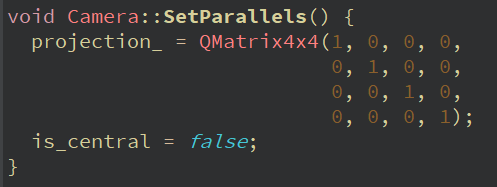 void Camera::SetParallels() {
  projection_ = QMatrix4x4(1, 0, 0, 0,
                           0, 1, 0, 0,
                           0, 0, 1, 0,
                           0, 0, 0, 1);
  is_central = false;
}